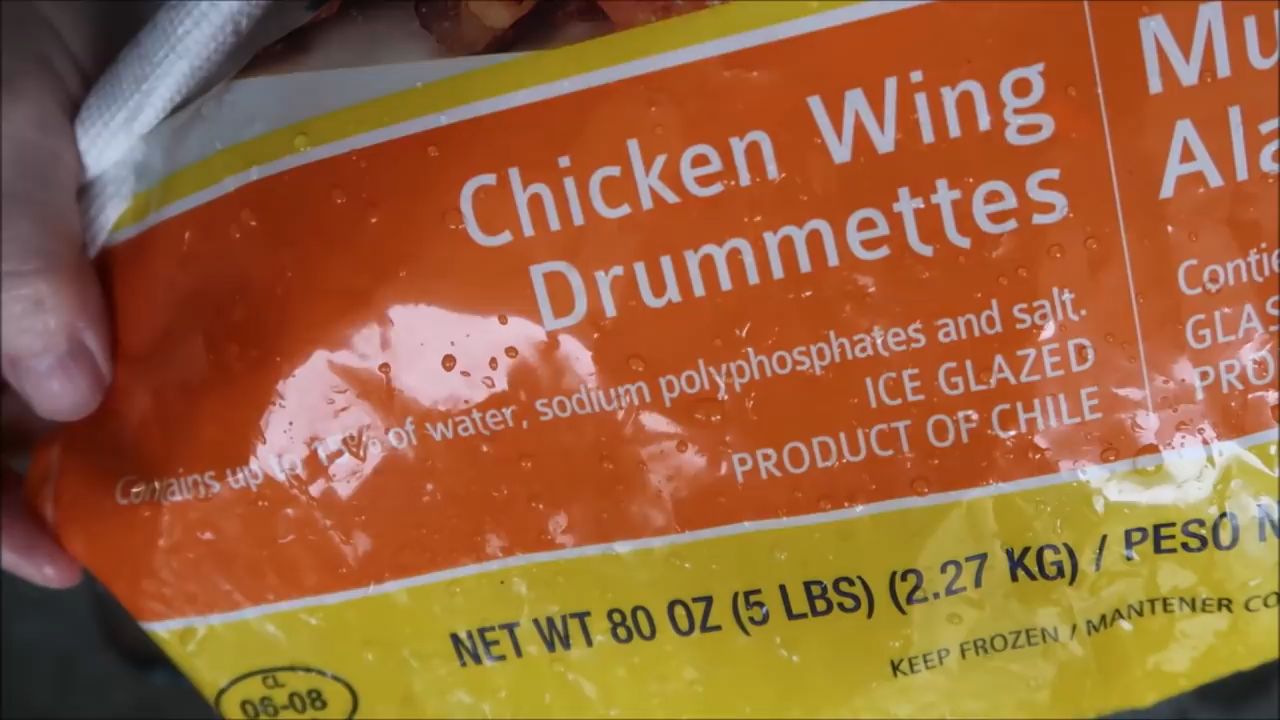 Chicken Wing
Drummettes
Contains up to 15% of water, sodium polyphosphates and salt.
ICE GLAZED
PRODUCT OF CHILE
Mu
Ala
Contie
GLAS
PRO
NET WT 80 OZ (5 LBS) (2.27 KG) / PESO N
KEEP FROZEN / MANTENER CO
CL
06-08